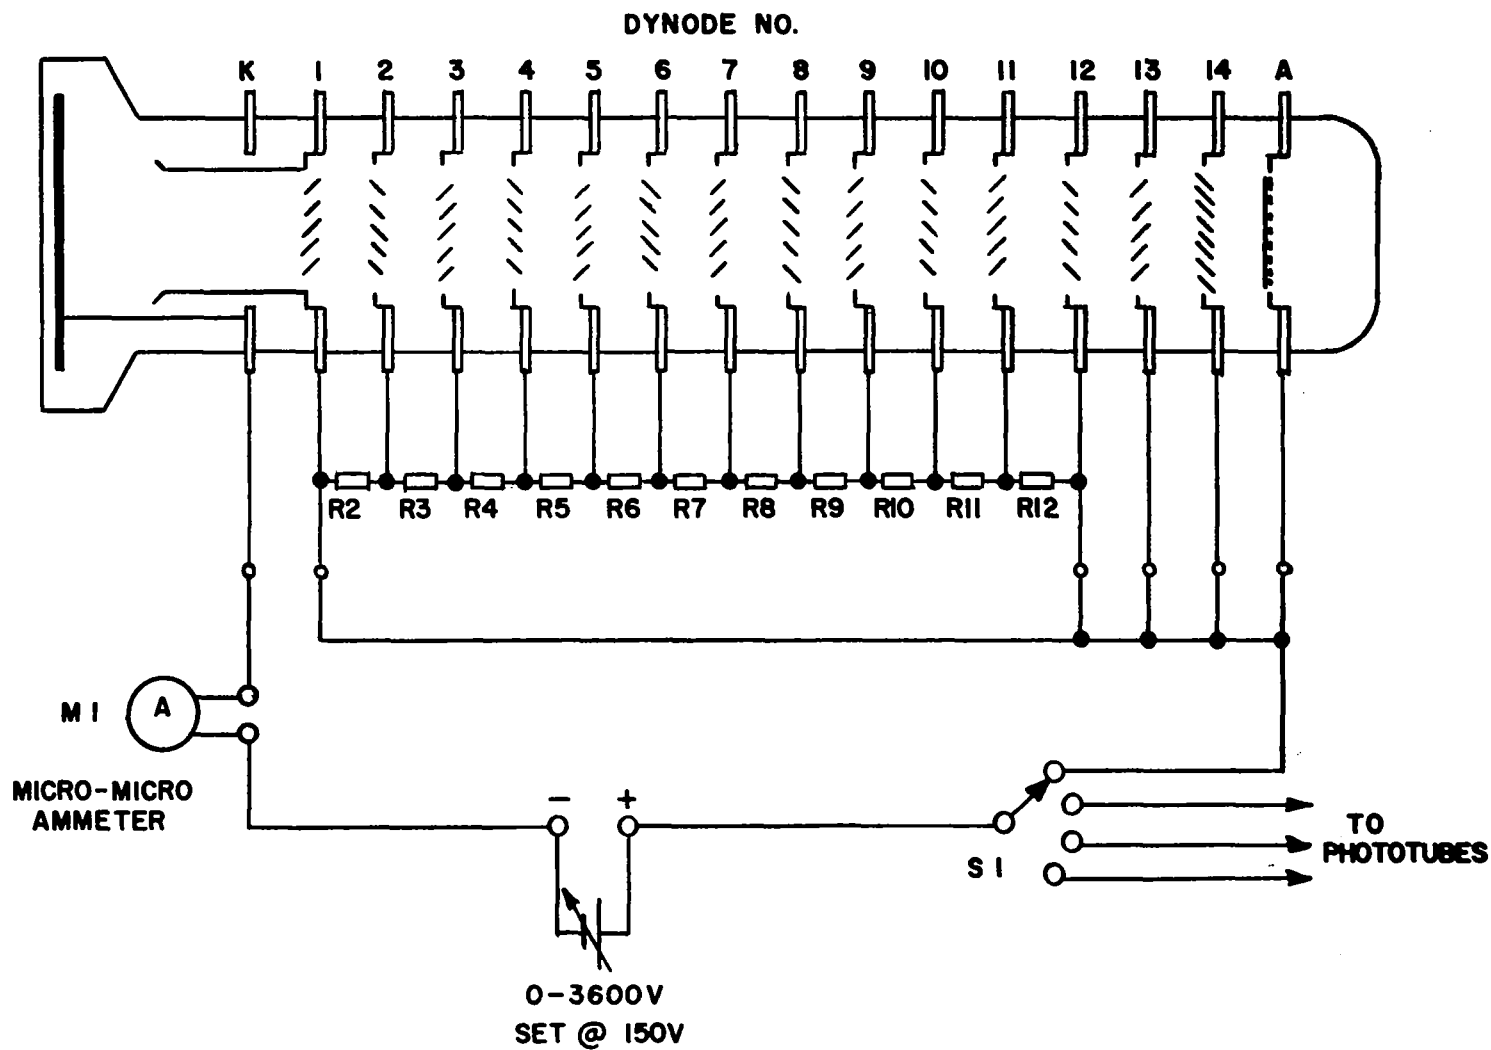 DYNODE NO.
K 1 2 3 4 5 6 7 8 9 10 11 12 13 14 A
R2 R3 R4 R5 R6 R7 R8 R9 R10 R11 R12
M1 A
MICRO-MICRO
AMMETER
- +
S1
TO
PHOTOTUBES
0-3600V
SET @ 150V